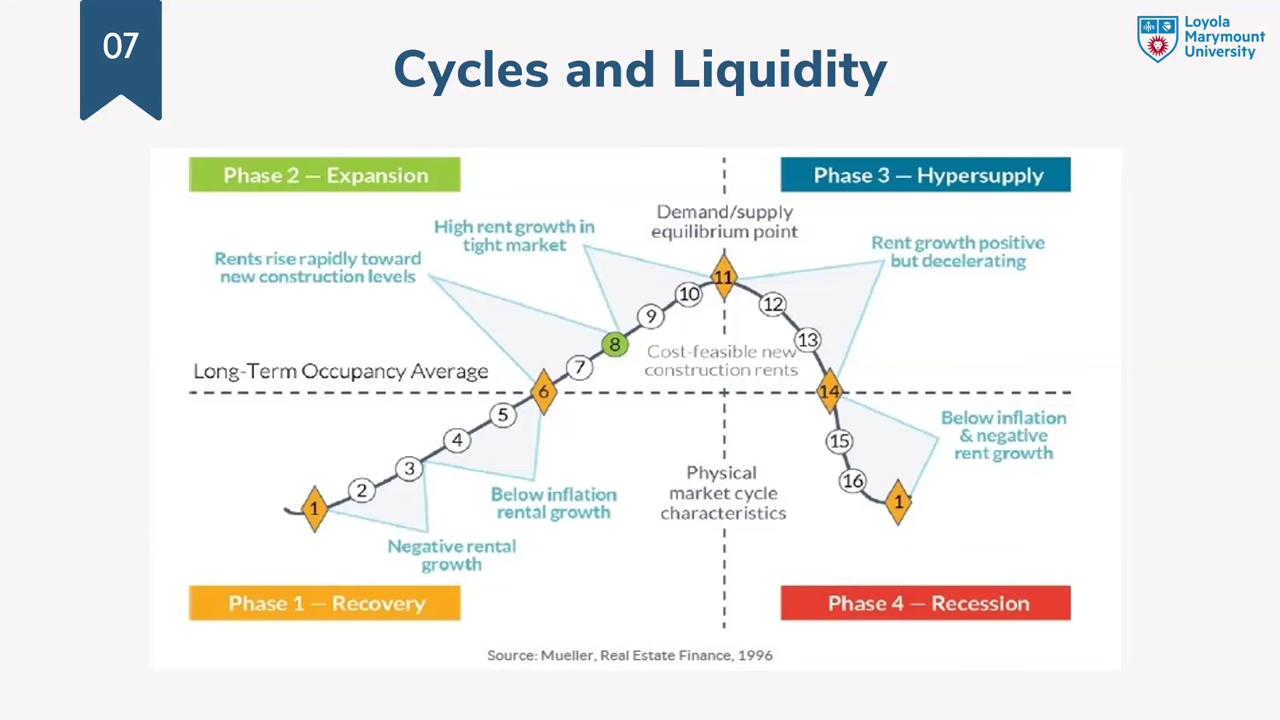 07
Cycles and Liquidity
Loyola
Marymount
University
Phase 2 — Expansion
Phase 3 — Hypersupply
Demand/supply
equilibrium point
High rent growth in
tight market
Rents rise rapidly toward
new construction levels
Rent growth positive
but decelerating
11
10
12
9
13
8
Cost-feasible new
construction rents
7
Long-Term Occupancy Average
6
14
5
Below inflation
& negative
rent growth
4
15
3
Physical
market cycle
characteristics
16
2
Below inflation
rental growth
1
1
Negative rental
growth
Phase 1 — Recovery
Phase 4 — Recession
Source: Mueller, Real Estate Finance, 1996